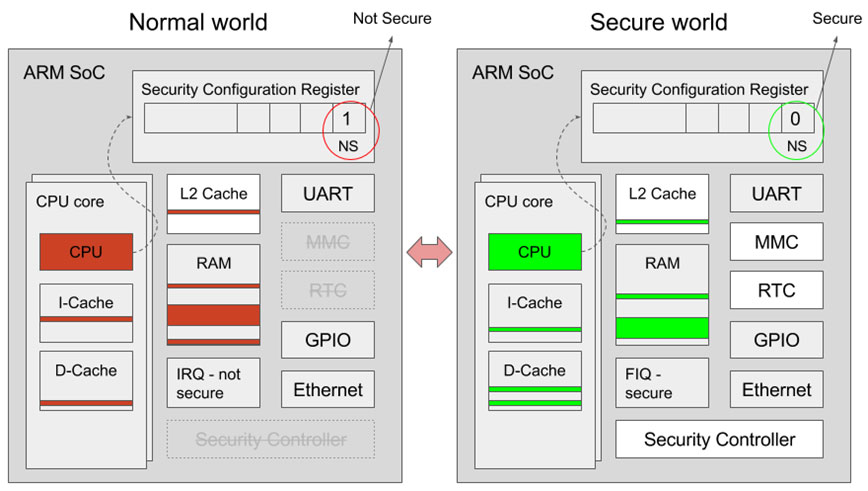 Normal world
Not Secure
ARM SoC
Security Configuration Register
1
NS
CPU core
CPU
I-Cache
D-Cache
L2 Cache
RAM
IRQ - not
secure
UART
MMC
RTC
GPIO
Ethernet
Security Controller
Secure world
Secure
ARM SoC
Security Configuration Register
0
NS
CPU core
CPU
I-Cache
D-Cache
L2 Cache
RAM
FIQ -
secure
UART
MMC
RTC
GPIO
Ethernet
Security Controller